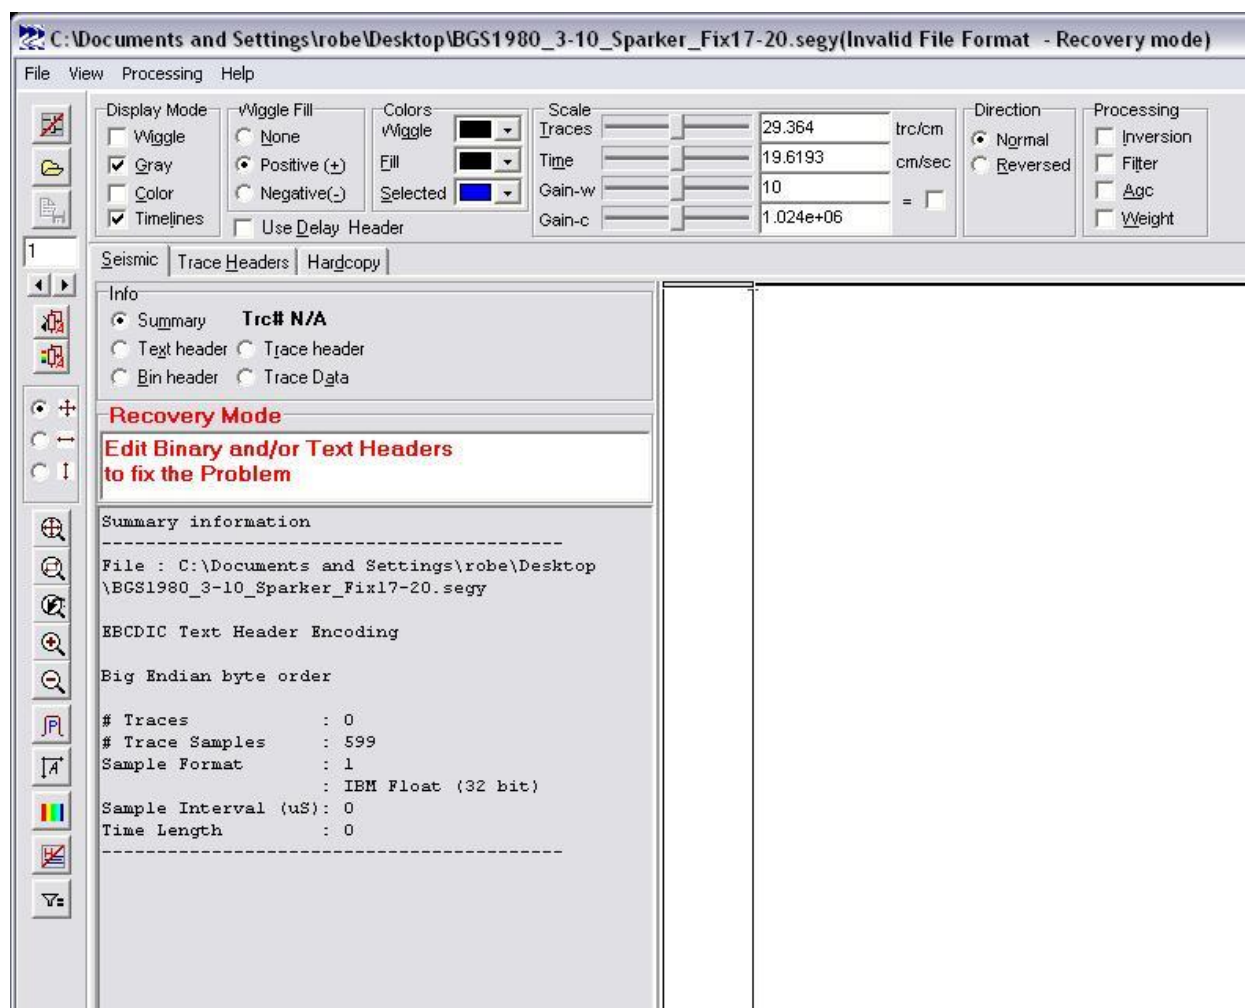 C:\Documents and Settings\robe\Desktop\BGS1980_3-10_Sparker_Fix17-20.segy(Invalid File Format - Recovery mode)
File View Processing Help
Display Mode
Wiggle
Gray
Color
Timelines
Wiggle Fill
None
Positive (+)
Negative(-)
Use Delay Header
Colors
Wiggle
Fill
Selected
Scale
Traces 29.364 trc/cm
Time 19.6193 cm/sec
Gain-w 10
Gain-c 1.024e+06
=
Direction
Normal
Reversed
Processing
Inversion
Filter
Agc
Weight
1
Seismic Trace Headers Hardcopy
Info
Summary Trc# N/A
Text header Trace header
Bin header Trace Data
Recovery Mode
Edit Binary and/or Text Headers
to fix the Problem
Summary information
------------------------------------------
File : C:\Documents and Settings\robe\Desktop
\BGS1980_3-10_Sparker_Fix17-20.segy
EBCDIC Text Header Encoding
Big Endian byte order
# Traces : 0
# Trace Samples : 599
Sample Format : 1
: IBM Float (32 bit)
Sample Interval (uS): 0
Time Length : 0
------------------------------------------